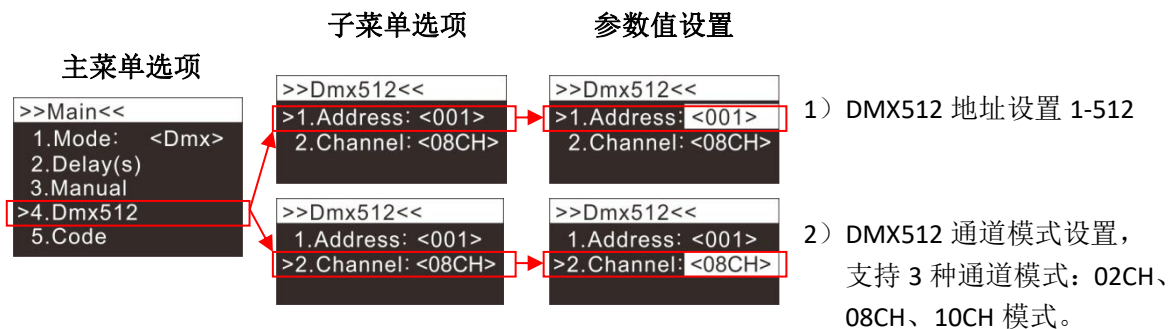 主菜单选项
>>Main<<
1.Mode: <Dmx>
2.Delay(s)
3.Manual
>4.Dmx512
5.Code
子菜单选项
>>Dmx512<<
>1.Address: <001>
2.Channel: <08CH>
>>Dmx512<<
1.Address: <001>
>2.Channel: <08CH>
参数值设置
>>Dmx512<<
>1.Address: <001>
2.Channel: <08CH>
>>Dmx512<<
1.Address: <001>
>2.Channel: <08CH>
1）DMX512 地址设置 1-512
2）DMX512 通道模式设置，
支持 3 种通道模式：02CH、
08CH、10CH 模式。